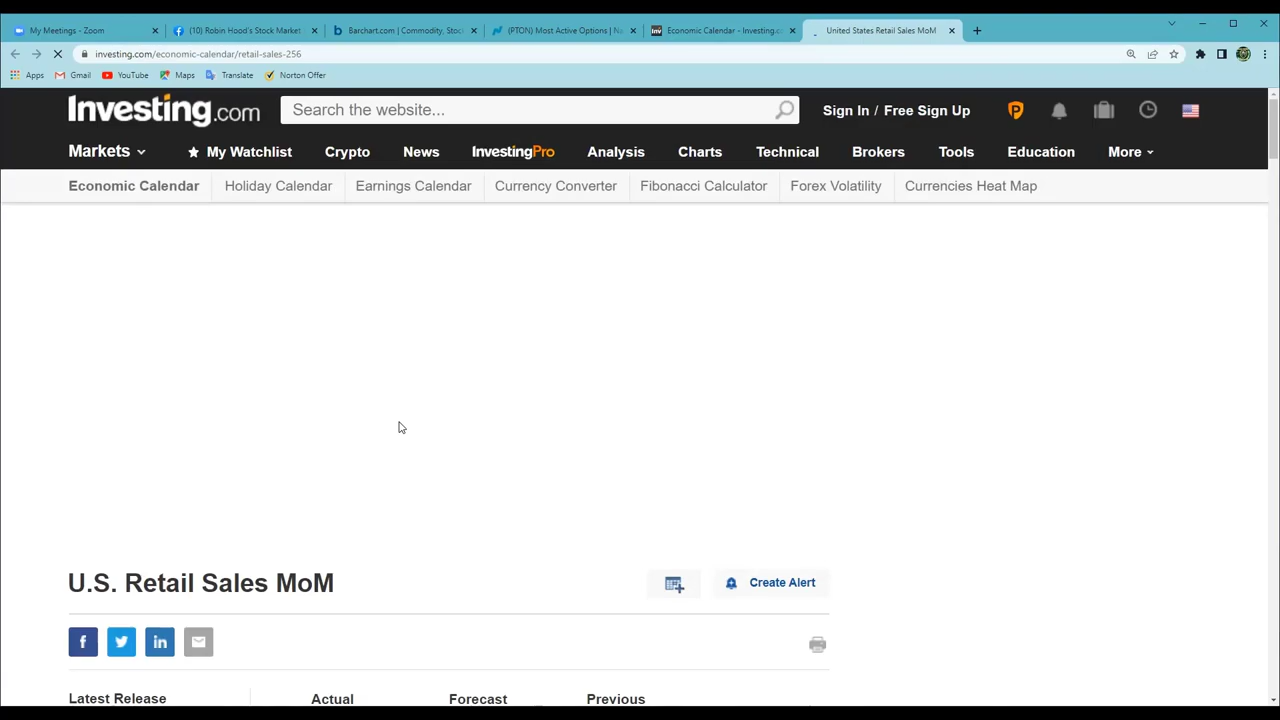 My Meetings - Zoom
(10) Robin Hood's Stock Market
Barchart.com | Commodity, Stock
(PTON) Most Active Options | Na
Economic Calendar - Investing.co
United States Retail Sales MoM
investing.com/economic-calendar/retail-sales-256
Apps
Gmail
YouTube
Maps
Translate
Norton Offer
Investing.com
Search the website...
Sign In / Free Sign Up
Markets
My Watchlist
Crypto
News
InvestingPro
Analysis
Charts
Technical
Brokers
Tools
Education
More
Economic Calendar
Holiday Calendar
Earnings Calendar
Currency Converter
Fibonacci Calculator
Forex Volatility
Currencies Heat Map
U.S. Retail Sales MoM
Create Alert
Latest Release
Actual
Forecast
Previous